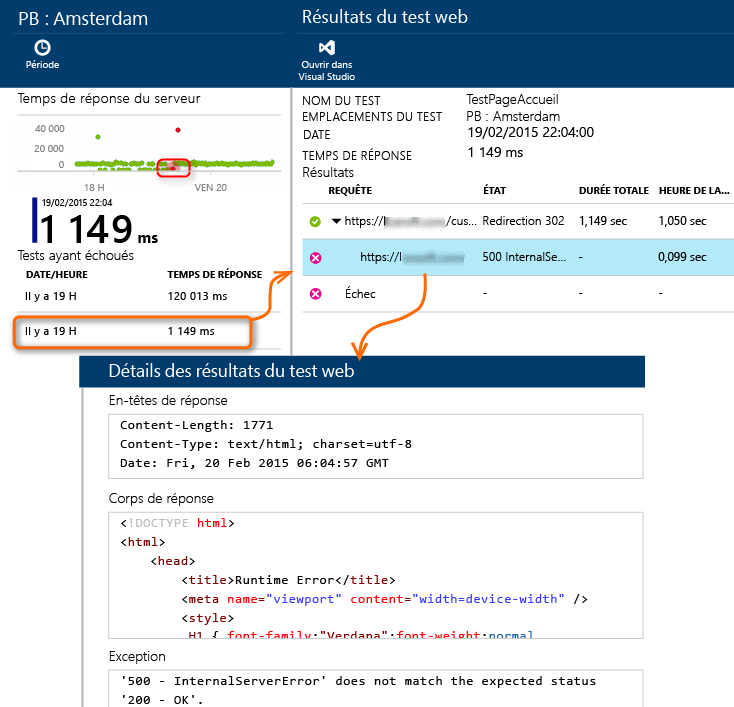 PB : Amsterdam
Période
Temps de réponse du serveur
40 000
20 000
0
18 H
VEN 20
19/02/2015 22:04
1 149 ms
Tests ayant échoués
DATE/HEURE TEMPS DE RÉPONSE
Il y a 19 H 120 013 ms
Il y a 19 H 1 149 ms
Résultats du test web
Ouvrir dans
Visual Studio
NOM DU TEST TestPageAccueil
EMPLACEMENTS DU TEST PB : Amsterdam
DATE 19/02/2015 22:04:00
TEMPS DE RÉPONSE 1 149 ms
Résultats
REQUÊTE ÉTAT DURÉE TOTALE HEURE DE LA...
https:// /cus... Redirection 302 1,149 sec 1,050 sec
https:// 500 InternalSe... - 0,099 sec
Échec - - -
Détails des résultats du test web
En-têtes de réponse
Content-Length: 1771
Content-Type: text/html; charset=utf-8
Date: Fri, 20 Feb 2015 06:04:57 GMT
Corps de réponse
<!DOCTYPE html>
<html>
<head>
<title>Runtime Error</title>
<meta name="viewport" content="width=device-width" />
<style>
H1 { font-family:"Verdana";font-weight:normal
Exception
'500 - InternalServerError' does not match the expected status
'200 - OK'.